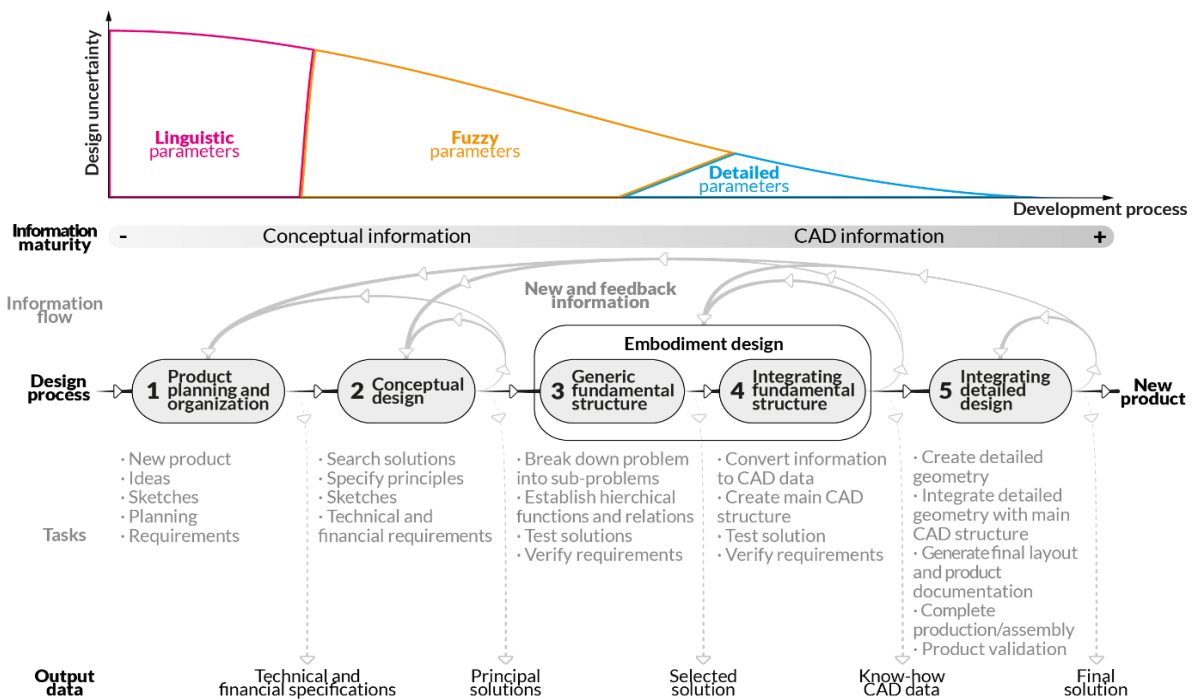 Design uncertainty
Linguistic
parameters
Fuzzy
parameters
Detailed
parameters
Development process
Information
maturity
-
Conceptual information
CAD information
+
Information
flow
New and feedback
information
Embodiment design
Design
process
1
Product
planning and
organization
2
Conceptual
design
3
Generic
fundamental
structure
4
Integrating
fundamental
structure
5
Integrating
detailed
design
New
product
Tasks
· New product
· Ideas
· Sketches
· Planning
· Requirements
· Search solutions
· Specify principles
· Sketches
· Technical and
financial requirements
· Break down problem
into sub-problems
· Establish hierchical
functions and relations
· Test solutions
· Verify requirements
· Convert information
to CAD data
· Create main CAD
structure
· Test solution
· Verify requirements
· Create detailed
geometry
· Integrate detailed
geometry with main
CAD structure
· Generate final layout
and product
documentation
· Complete
production/assembly
· Product validation
Output
data
Technical and
financial specifications
Principal
solutions
Selected
solution
Know-how
CAD data
Final
solution